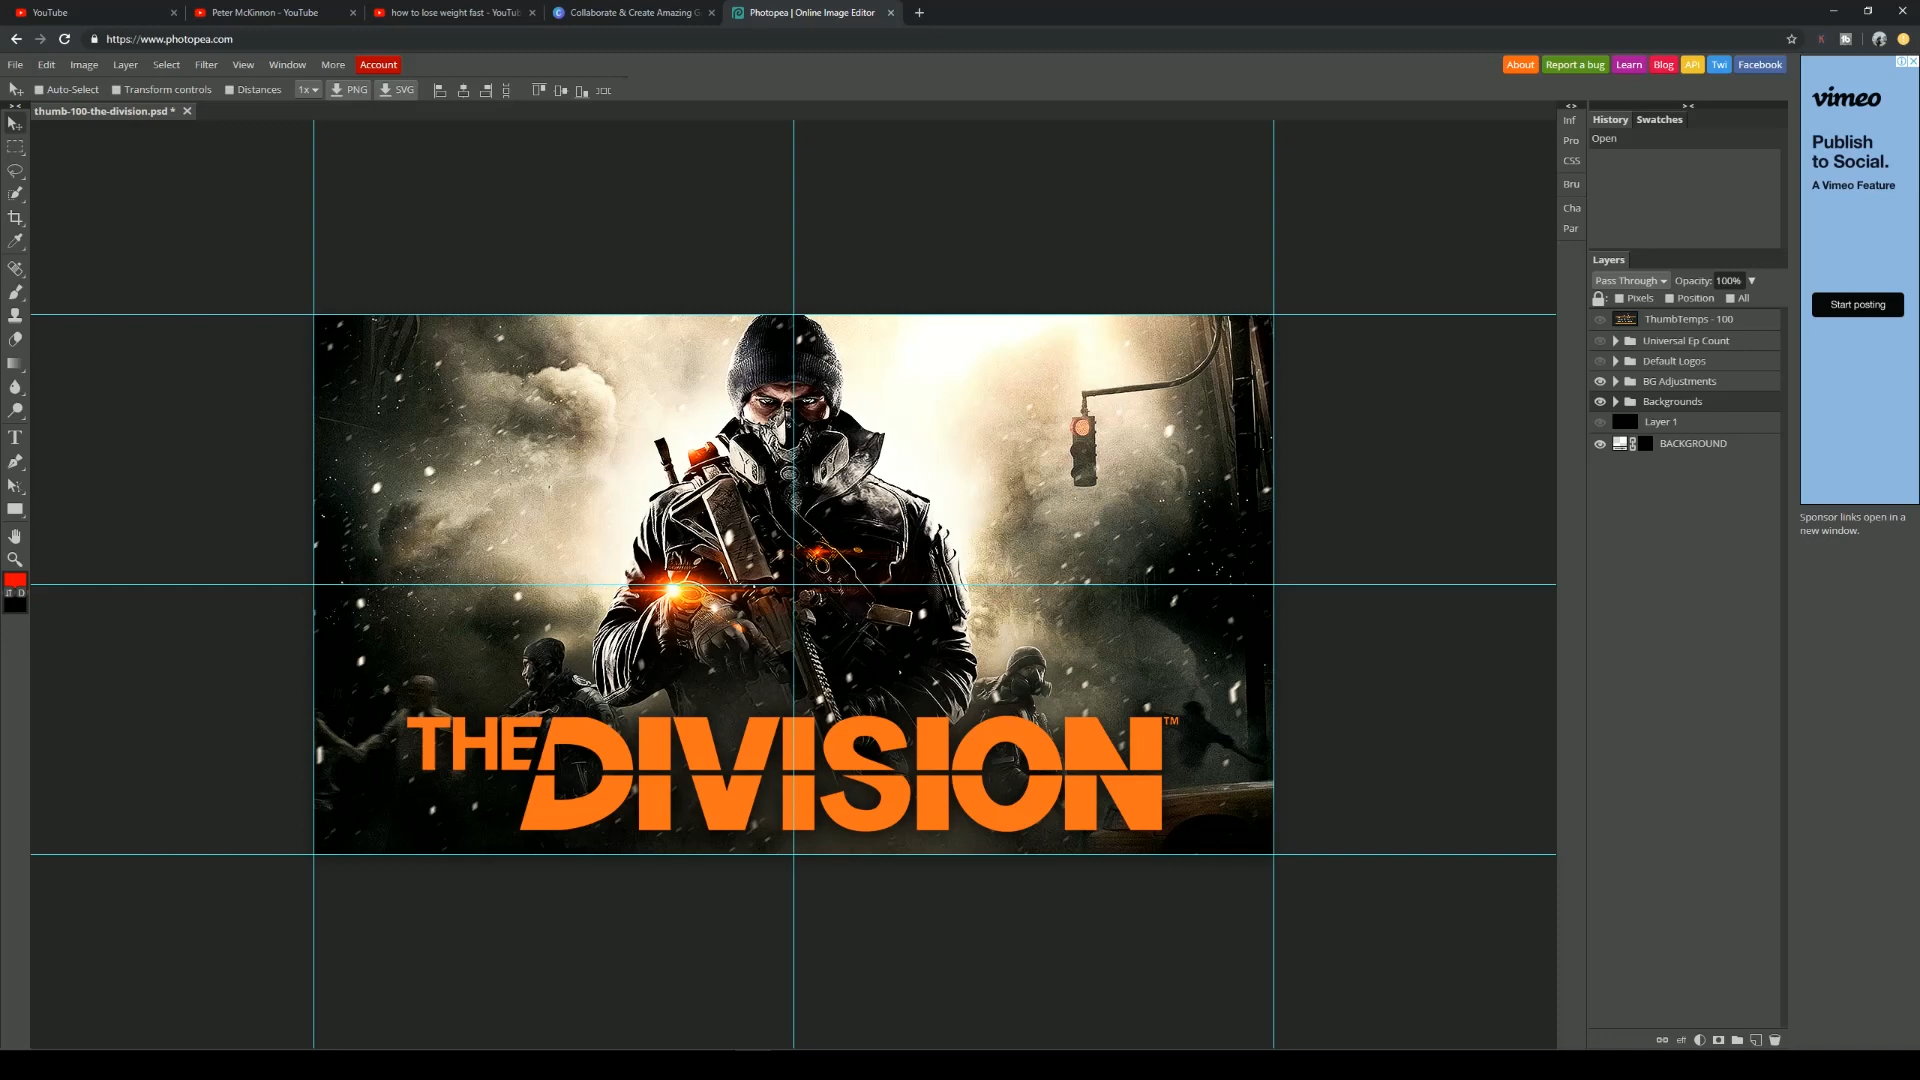 YouTube
Peter McKinnon - YouTube
how to lose weight fast - YouTu
Collaborate & Create Amazing G
Photopea | Online Image Editor
https://www.photopea.com
File Edit Image Layer Select Filter View Window More Account
About Report a bug Learn Blog API Twi Facebook
Auto-Select Transform controls Distances 1x PNG SVG
thumb-100-the-division.psd *
Inf
Pro
CSS
Bru
Cha
Par
History Swatches
Open
Layers
Pass Through Opacity: 100%
Pixels Position All
ThumbTemps - 100
Universal Ep Count
Default Logos
BG Adjustments
Backgrounds
Layer 1
BACKGROUND
eff
vimeo
Publish
to Social.
A Vimeo Feature
Start posting
Sponsor links open in a
new window.
THE DIVISION™